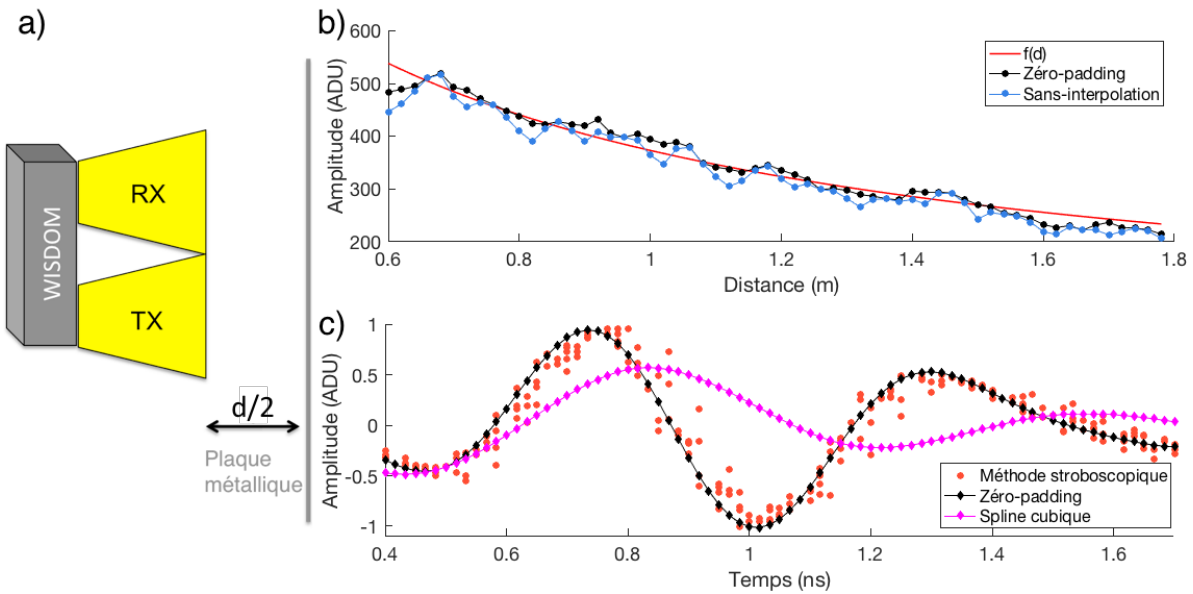 a)
WISDOM
RX
TX
d/2
Plaque
métallique
b)
Amplitude (ADU)
600
500
400
300
200
0.6
0.8
1
1.2
1.4
1.6
1.8
Distance (m)
f(d)
Zéro-padding
Sans-interpolation
c)
Amplitude (ADU)
1
0.5
0
-0.5
-1
0.4
0.6
0.8
1
1.2
1.4
1.6
Temps (ns)
Méthode stroboscopique
Zéro-padding
Spline cubique